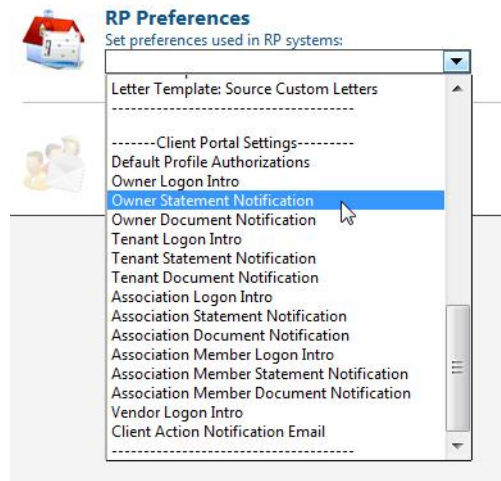 RP Preferences
Set preferences used in RP systems:
Letter Template: Source Custom Letters
-------------------------------------
-------Client Portal Settings---------
Default Profile Authorizations
Owner Logon Intro
Owner Statement Notification
Owner Document Notification
Tenant Logon Intro
Tenant Statement Notification
Tenant Document Notification
Association Logon Intro
Association Statement Notification
Association Document Notification
Association Member Logon Intro
Association Member Statement Notification
Association Member Document Notification
Vendor Logon Intro
Client Action Notification Email
-------------------------------------